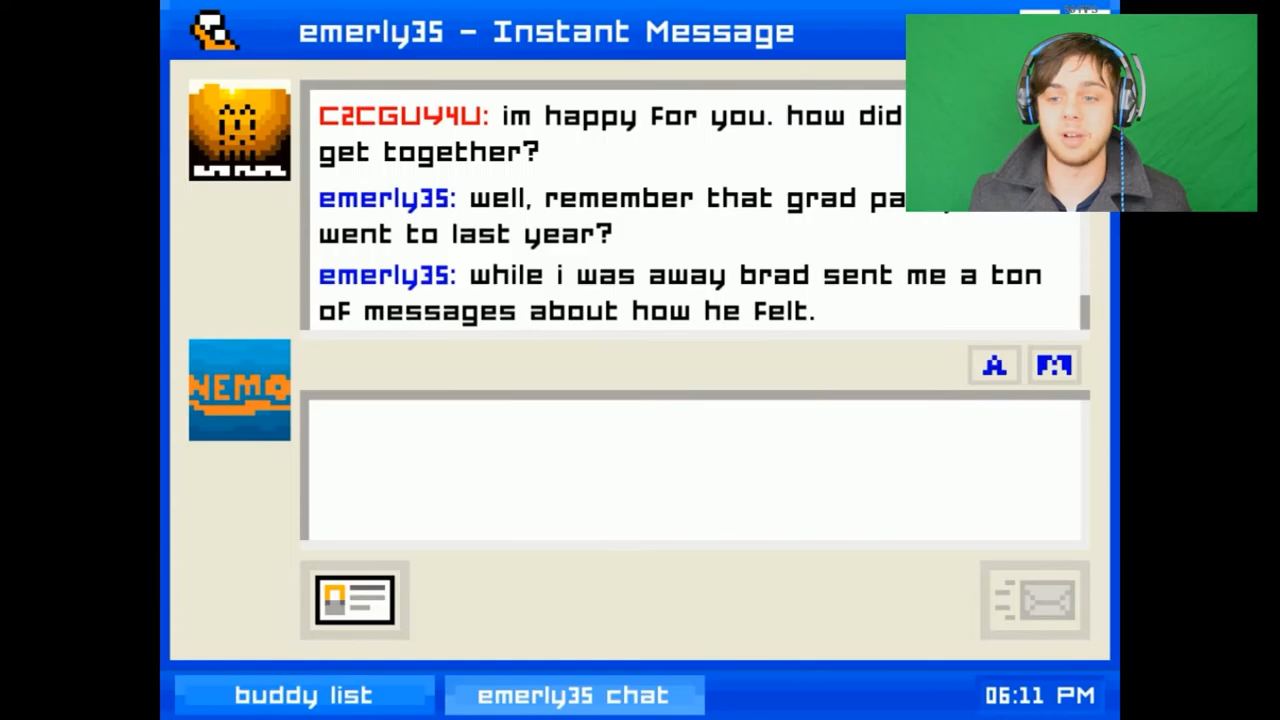 emerly35 - Instant Message
C2CGUY4U: im happy for you. how did
get together?
emerly35: well, remember that grad
went to last year?
emerly35: while i was away brad sent me a ton
of messages about how he felt.
A
NEMO
buddy list
emerly35 chat
06:11 PM